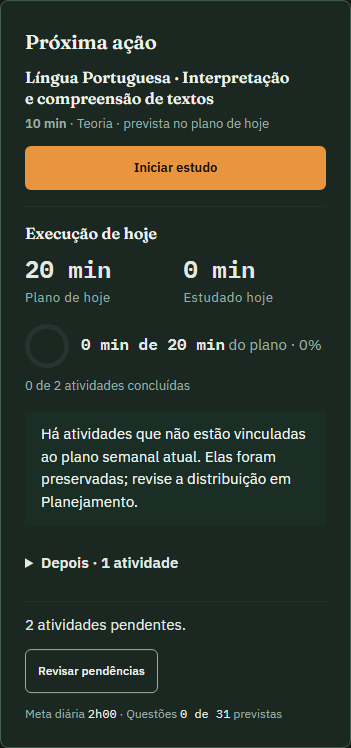 Próxima ação
Língua Portuguesa · Interpretação
e compreensão de textos
10 min · Teoria · prevista no plano de hoje
Iniciar estudo
Execução de hoje
20 min 0 min
Plano de hoje Estudado hoje
0 min de 20 min do plano · 0%
0 de 2 atividades concluídas
Há atividades que não estão vinculadas
ao plano semanal atual. Elas foram
preservadas; revise a distribuição em
Planejamento.
Depois · 1 atividade
2 atividades pendentes.
Revisar pendências
Meta diária 2h00 · Questões 0 de 31 previstas